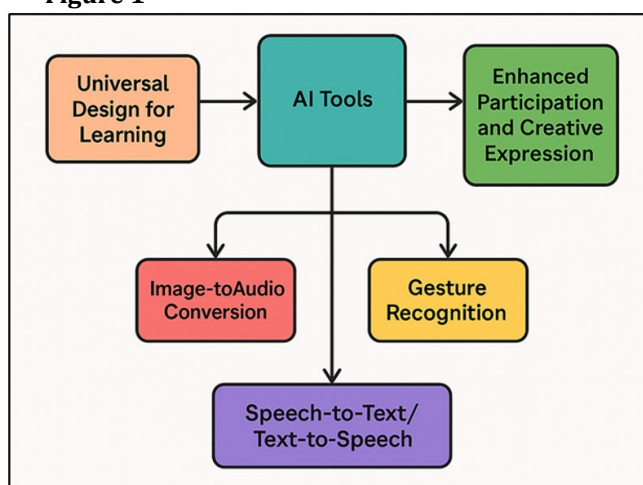 Figure 1
Universal
Design for
Learning
AI Tools
Enhanced
Participation
and Creative
Expression
Image-toAudio
Conversion
Gesture
Recognition
Speech-to-Text/
Text-to-Speech